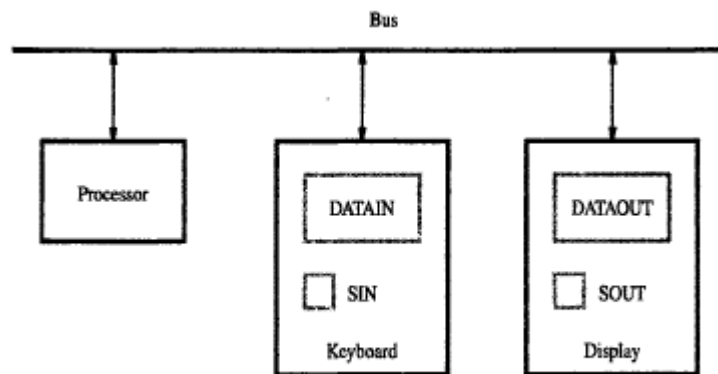 Bus
Processor
DATAIN
DATAOUT
SIN
SOUT
Keyboard
Display